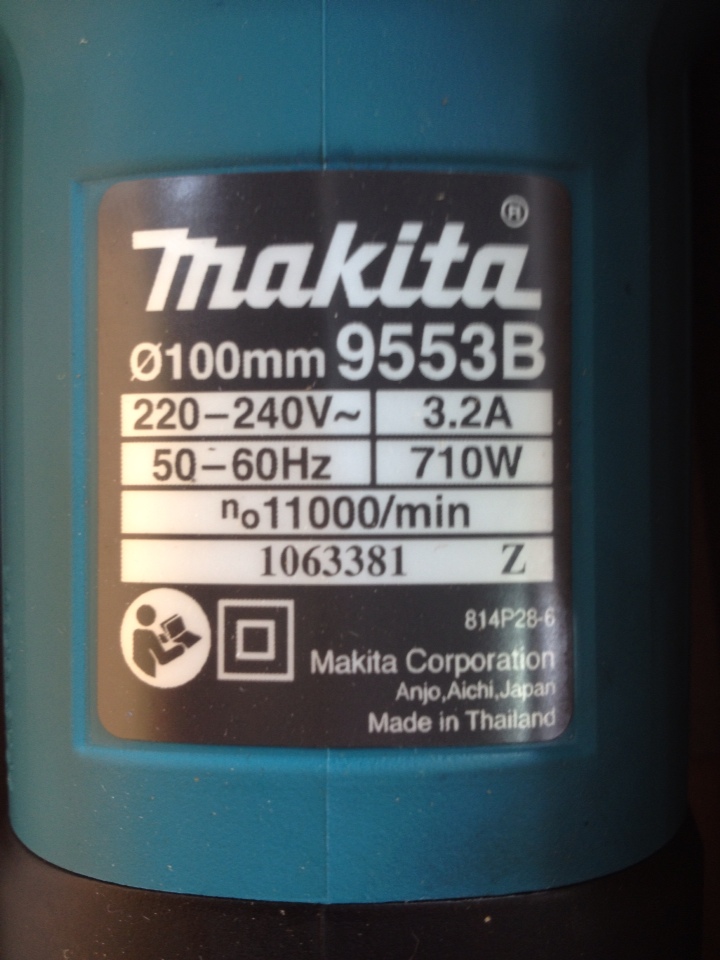 ®
makita
Ø100mm 9553B
220-240V~ 3.2A
50-60Hz 710W
no11000/min
1063381 Z
814P28-6
Makita Corporation
Anjo,Aichi,Japan
Made in Thailand